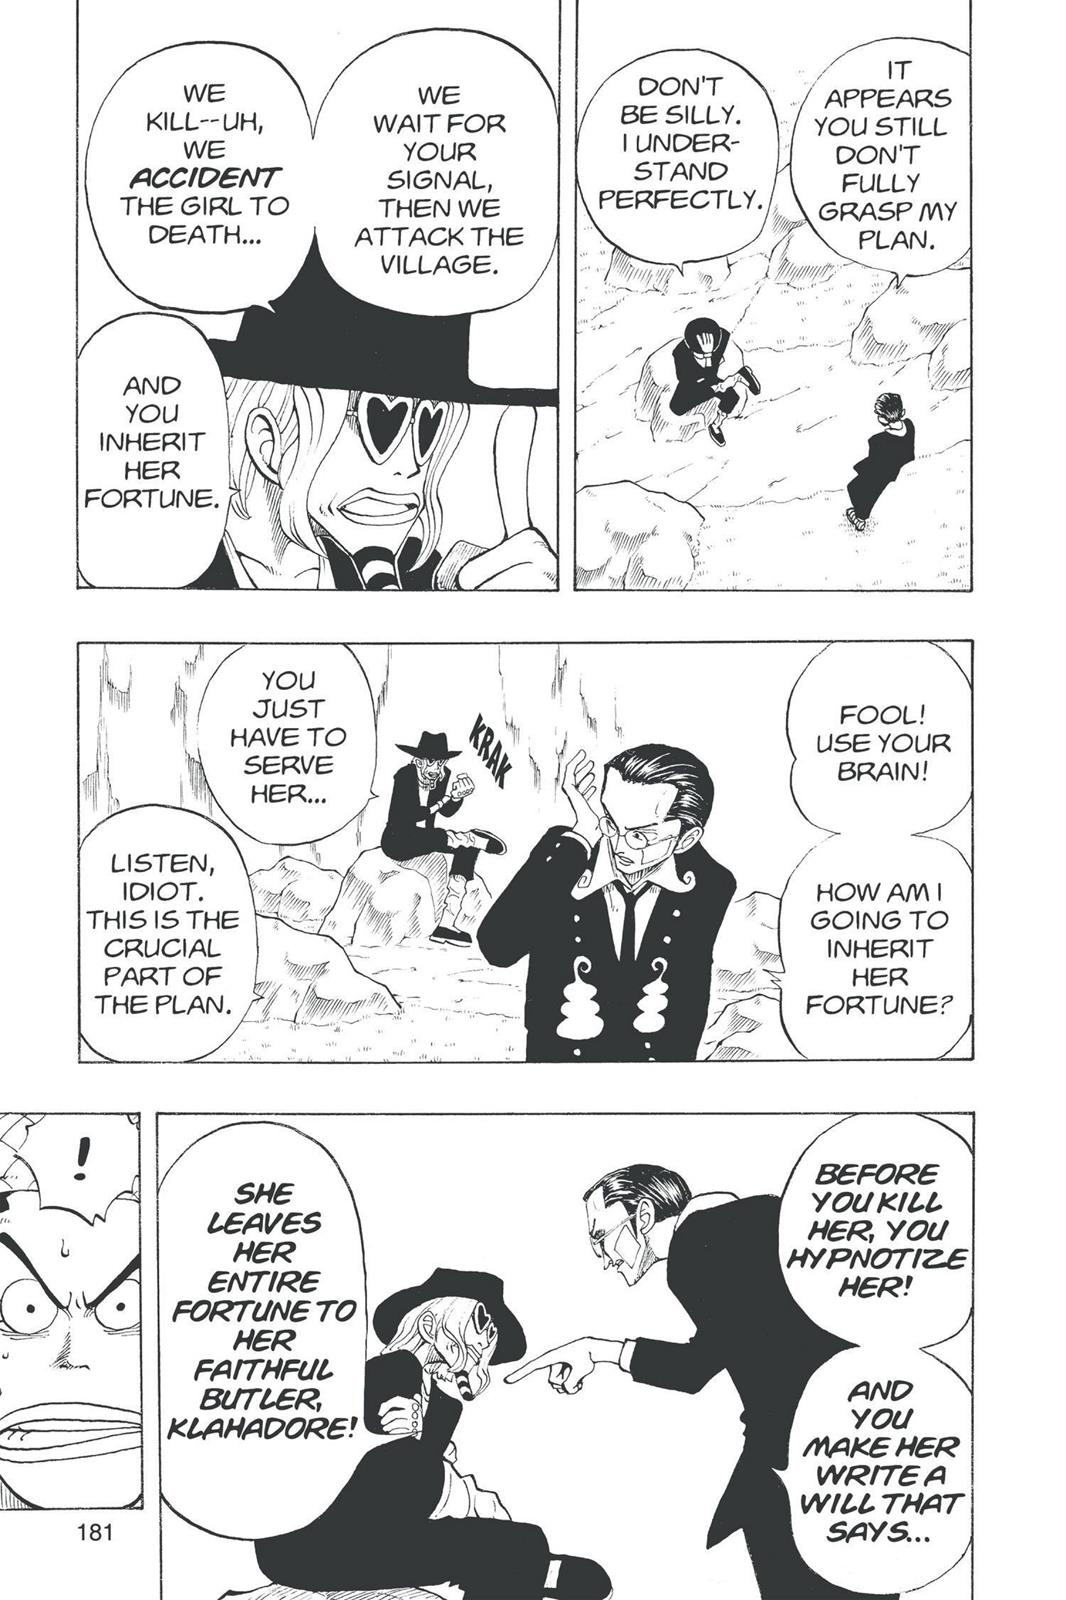 IT
APPEARS
YOU STILL
DON'T
FULLY
GRASP MY
PLAN.
DON'T
BE SILLY.
I UNDER-
STAND
PERFECTLY.
WE
WAIT FOR
YOUR
SIGNAL,
THEN WE
ATTACK THE
VILLAGE.
WE
KILL--UH,
WE
ACCIDENT
THE GIRL TO
DEATH...
AND
YOU
INHERIT
HER
FORTUNE.
FOOL!
USE YOUR
BRAIN!
HOW AM I
GOING TO
INHERIT
HER
FORTUNE?
KRAK
YOU
JUST
HAVE TO
SERVE
HER...
LISTEN,
IDIOT.
THIS IS THE
CRUCIAL
PART OF
THE PLAN.
BEFORE
YOU KILL
HER, YOU
HYPNOTIZE
HER!
AND
YOU
MAKE HER
WRITE A
WILL THAT
SAYS...
SHE
LEAVES
HER
ENTIRE
FORTUNE TO
HER
FAITHFUL
BUTLER,
KLAHADORE!
!
181